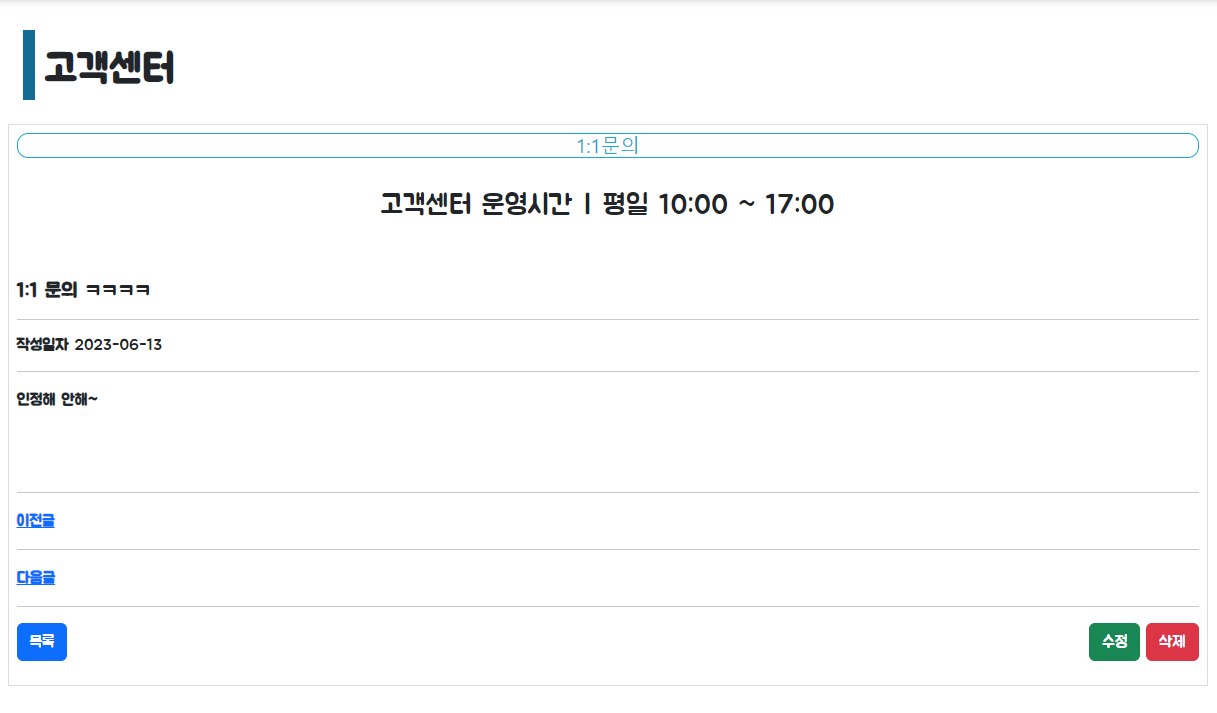 고객센터
1:1문의
고객센터 운영시간 | 평일 10:00 ~ 17:00
1:1 문의 ㅋㅋㅋㅋ
작성일자 2023-06-13
인정해 안해~
이전글
다음글
목록 수정 삭제